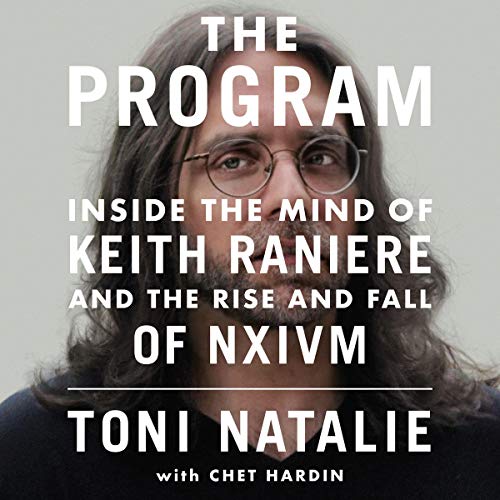 THE
PROGRAM
INSIDE THE MIND OF
KEITH RANIERE
AND THE RISE AND FALL
OF NXIVM
TONI NATALIE
with CHET HARDIN